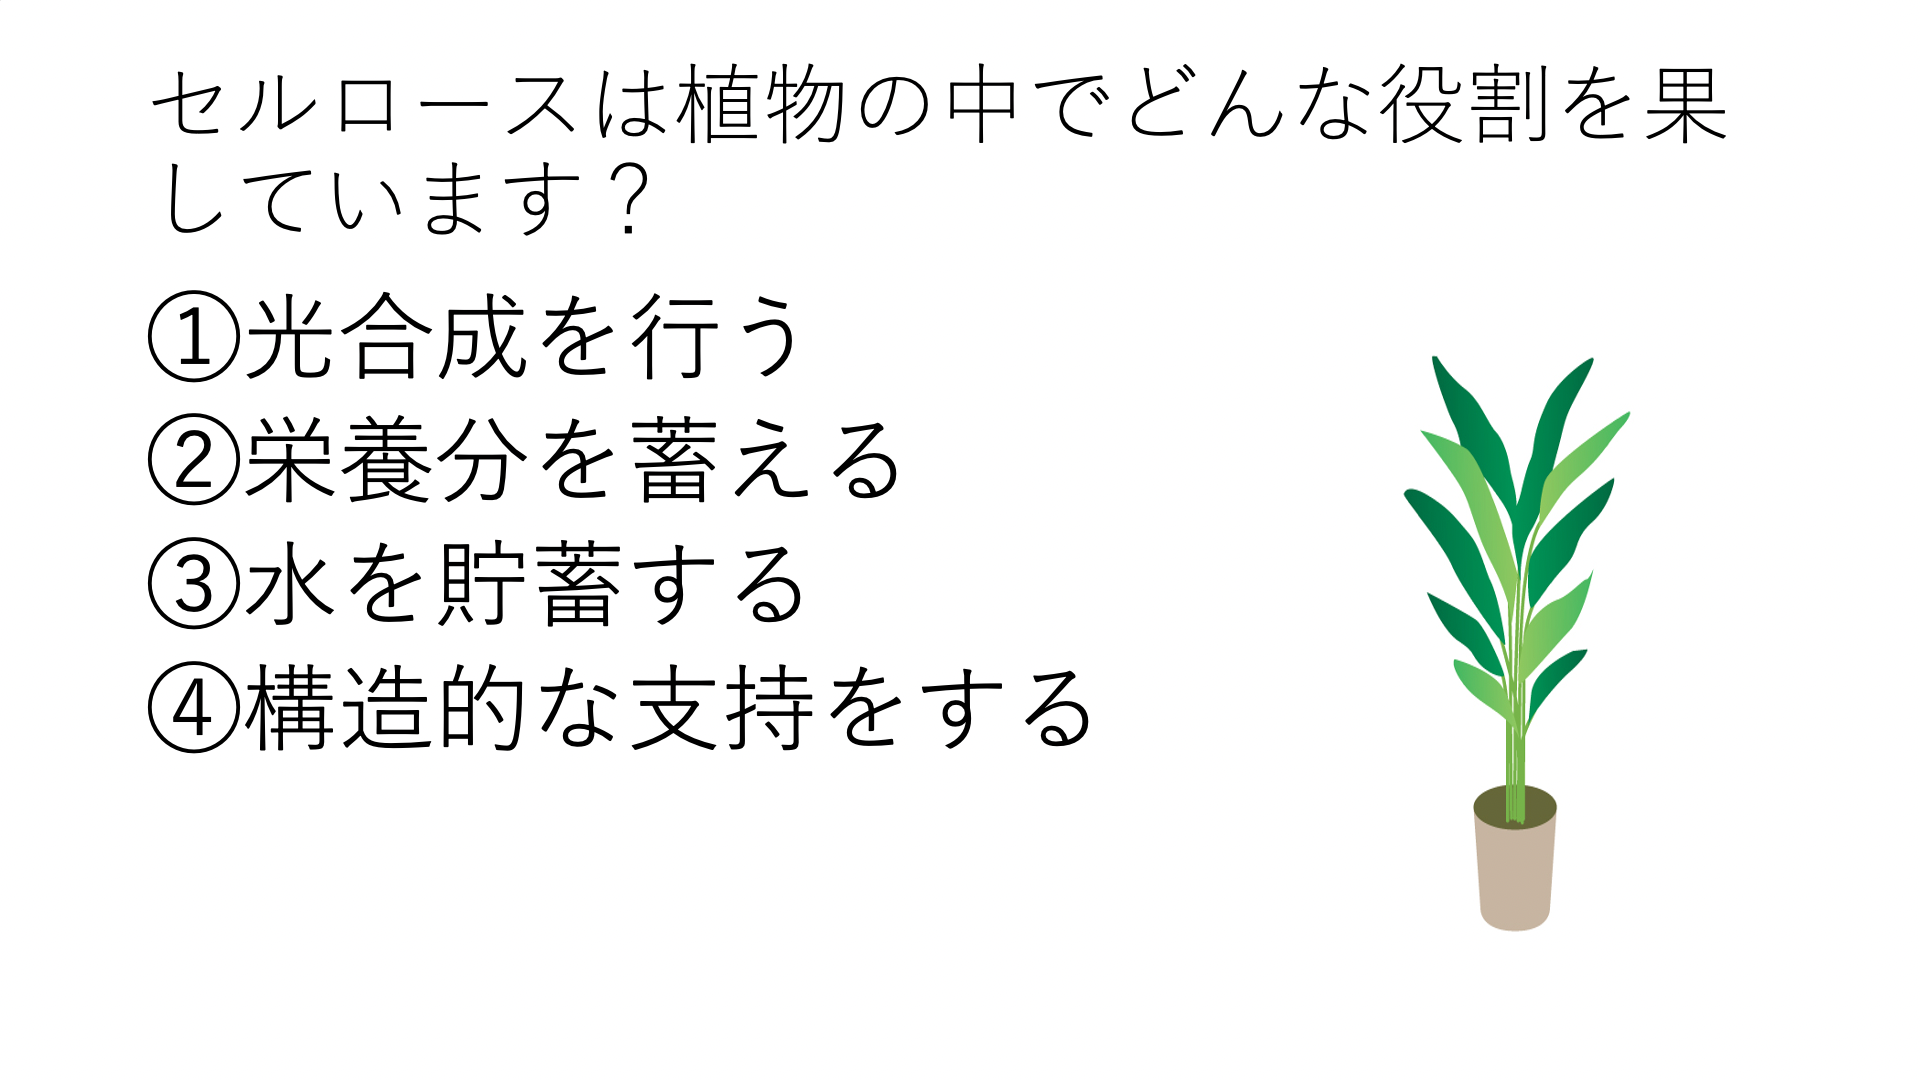 セルロースは植物の中でどんな役割を果
しています？
①光合成を行う
②栄養分を蓄える
③水を貯蓄する
④構造的な支持をする